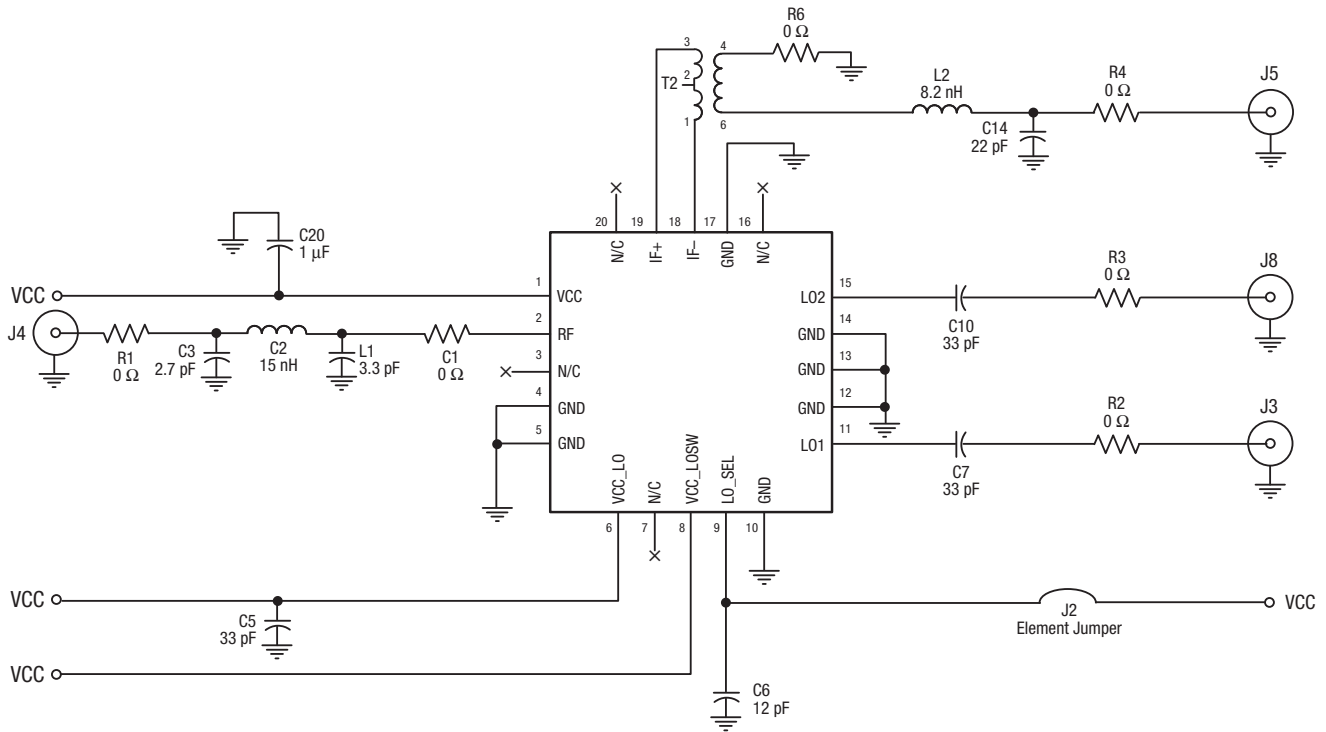 R6
0 Ω
3
4
T2
2
1
6
L2
8.2 nH
C14
22 pF
R4
0 Ω
J5
20
19
18
17
16
N/C
IF+
IF–
GND
N/C
C20
1 μF
VCC
1
VCC
J4
R1
0 Ω
C3
2.7 pF
C2
15 nH
L1
3.3 pF
C1
0 Ω
2
RF
3
N/C
4
GND
5
GND
15
LO2
14
GND
13
GND
12
GND
11
LO1
C10
33 pF
R3
0 Ω
J8
C7
33 pF
R2
0 Ω
J3
VCC_LO
N/C
VCC_LOSW
LO_SEL
GND
6
7
8
9
10
VCC
C5
33 pF
VCC
J2
Element Jumper
VCC
C6
12 pF